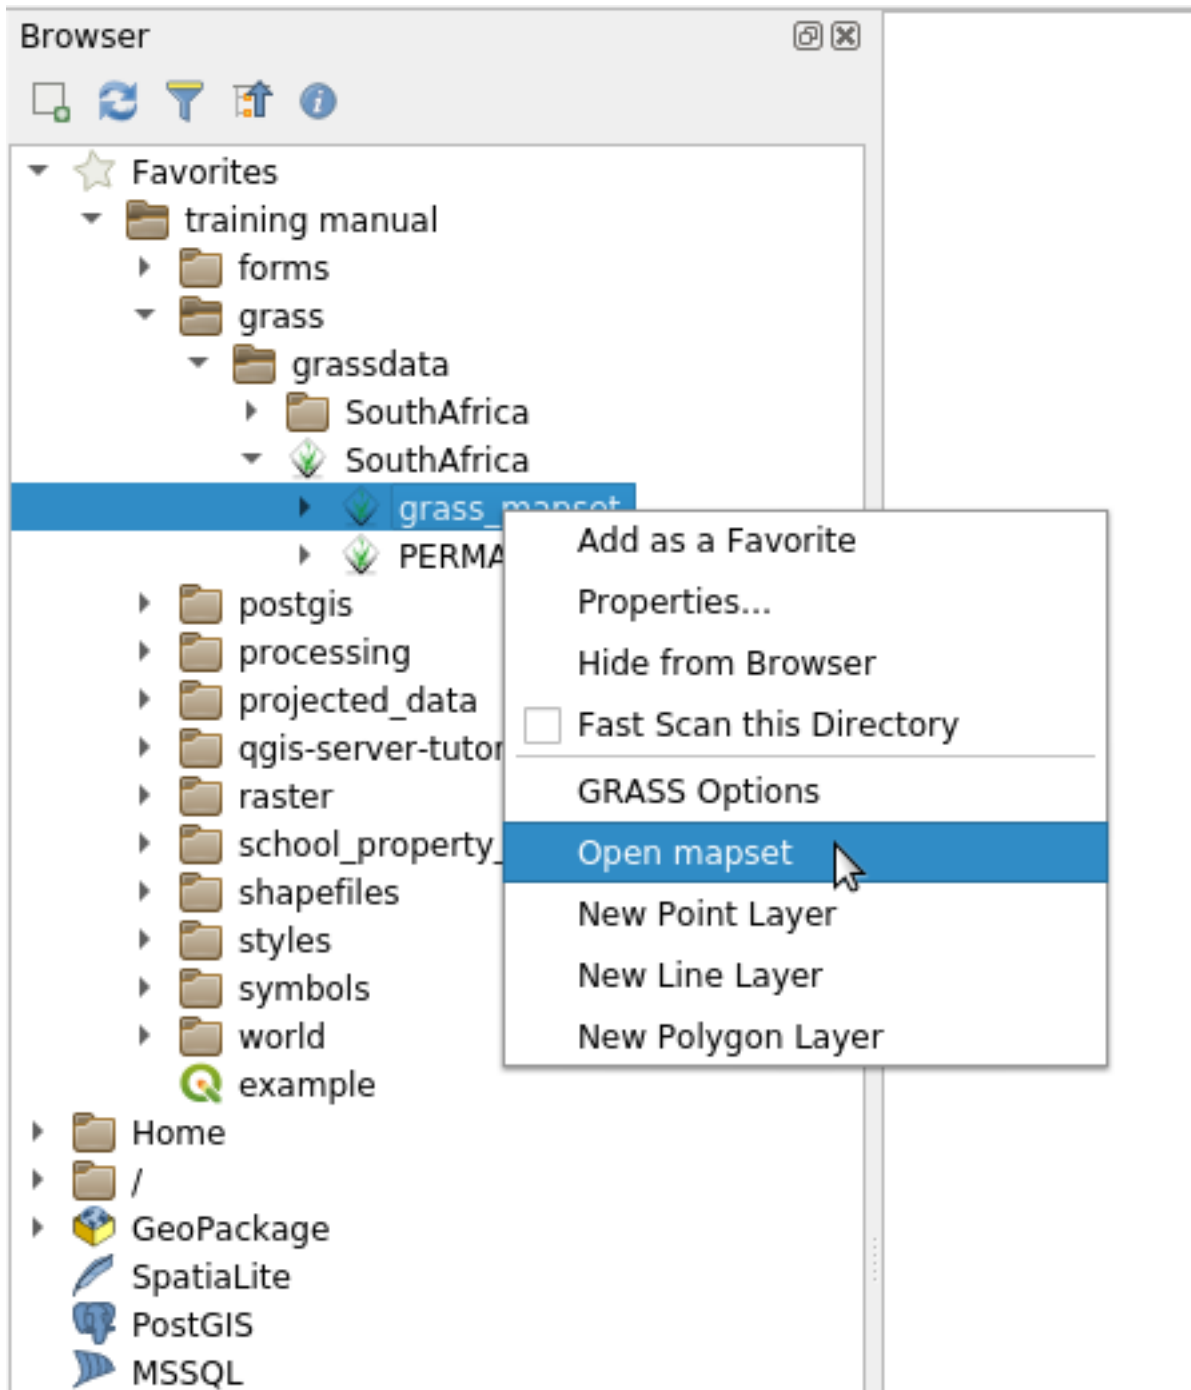 Browser
Favorites
training manual
forms
grass
grassdata
SouthAfrica
SouthAfrica
grass_mapset
PERMA
postgis
processing
projected_data
qgis-server-tutor
raster
school_property_
shapefiles
styles
symbols
world
example
Home
/
GeoPackage
SpatiaLite
PostGIS
MSSQL
Add as a Favorite
Properties...
Hide from Browser
Fast Scan this Directory
GRASS Options
Open mapset
New Point Layer
New Line Layer
New Polygon Layer